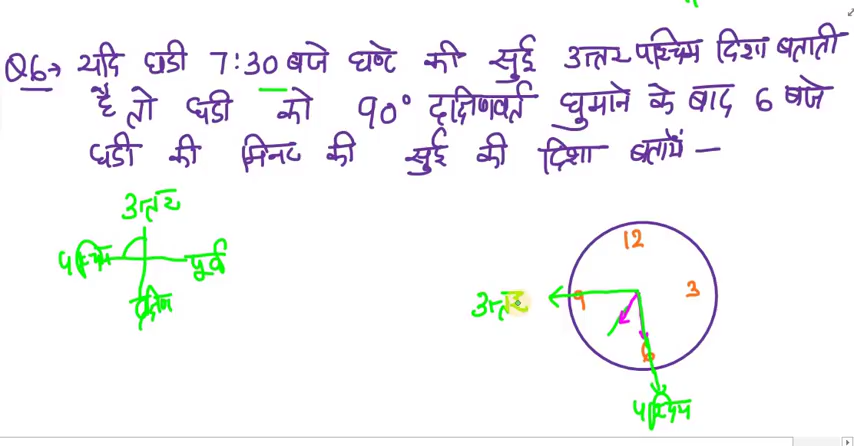 Q6→ यदि घडी 7:30 बजे घण्टे की सुई उत्तर पश्चिम दिशा बताती
है तो घडी को 90° दक्षिणावर्त घुमाने के बाद 6 बजे
घडी की मिनट की सुई की दिशा बतायें —
उत्तर
पश्चिम पूर्व
दक्षिण
12
उत्तर 9 3
6
पश्चिम